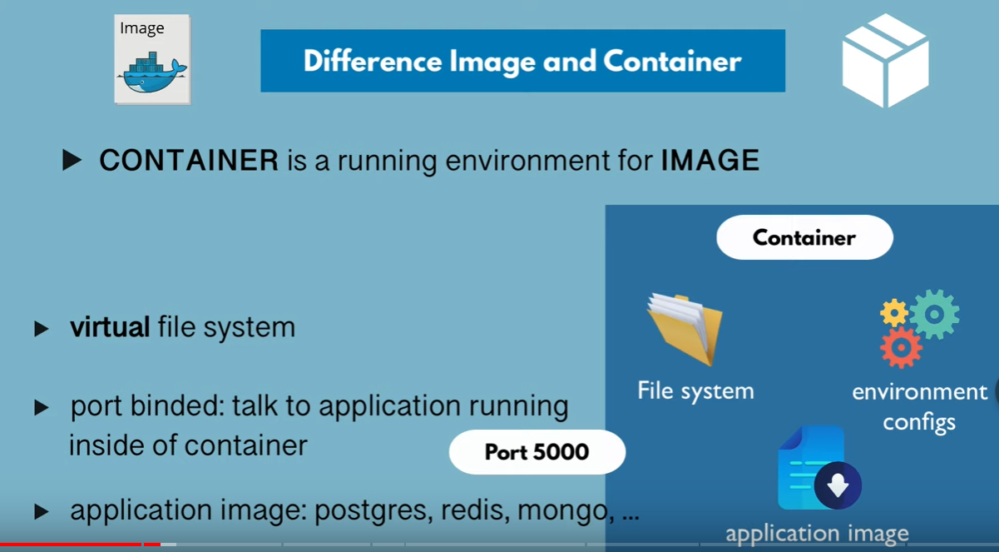 Image
Difference Image and Container
CONTAINER is a running environment for IMAGE
Container
virtual file system
File system
environment
configs
port binded: talk to application running
inside of container
Port 5000
application image: postgres, redis, mongo, ...
application image